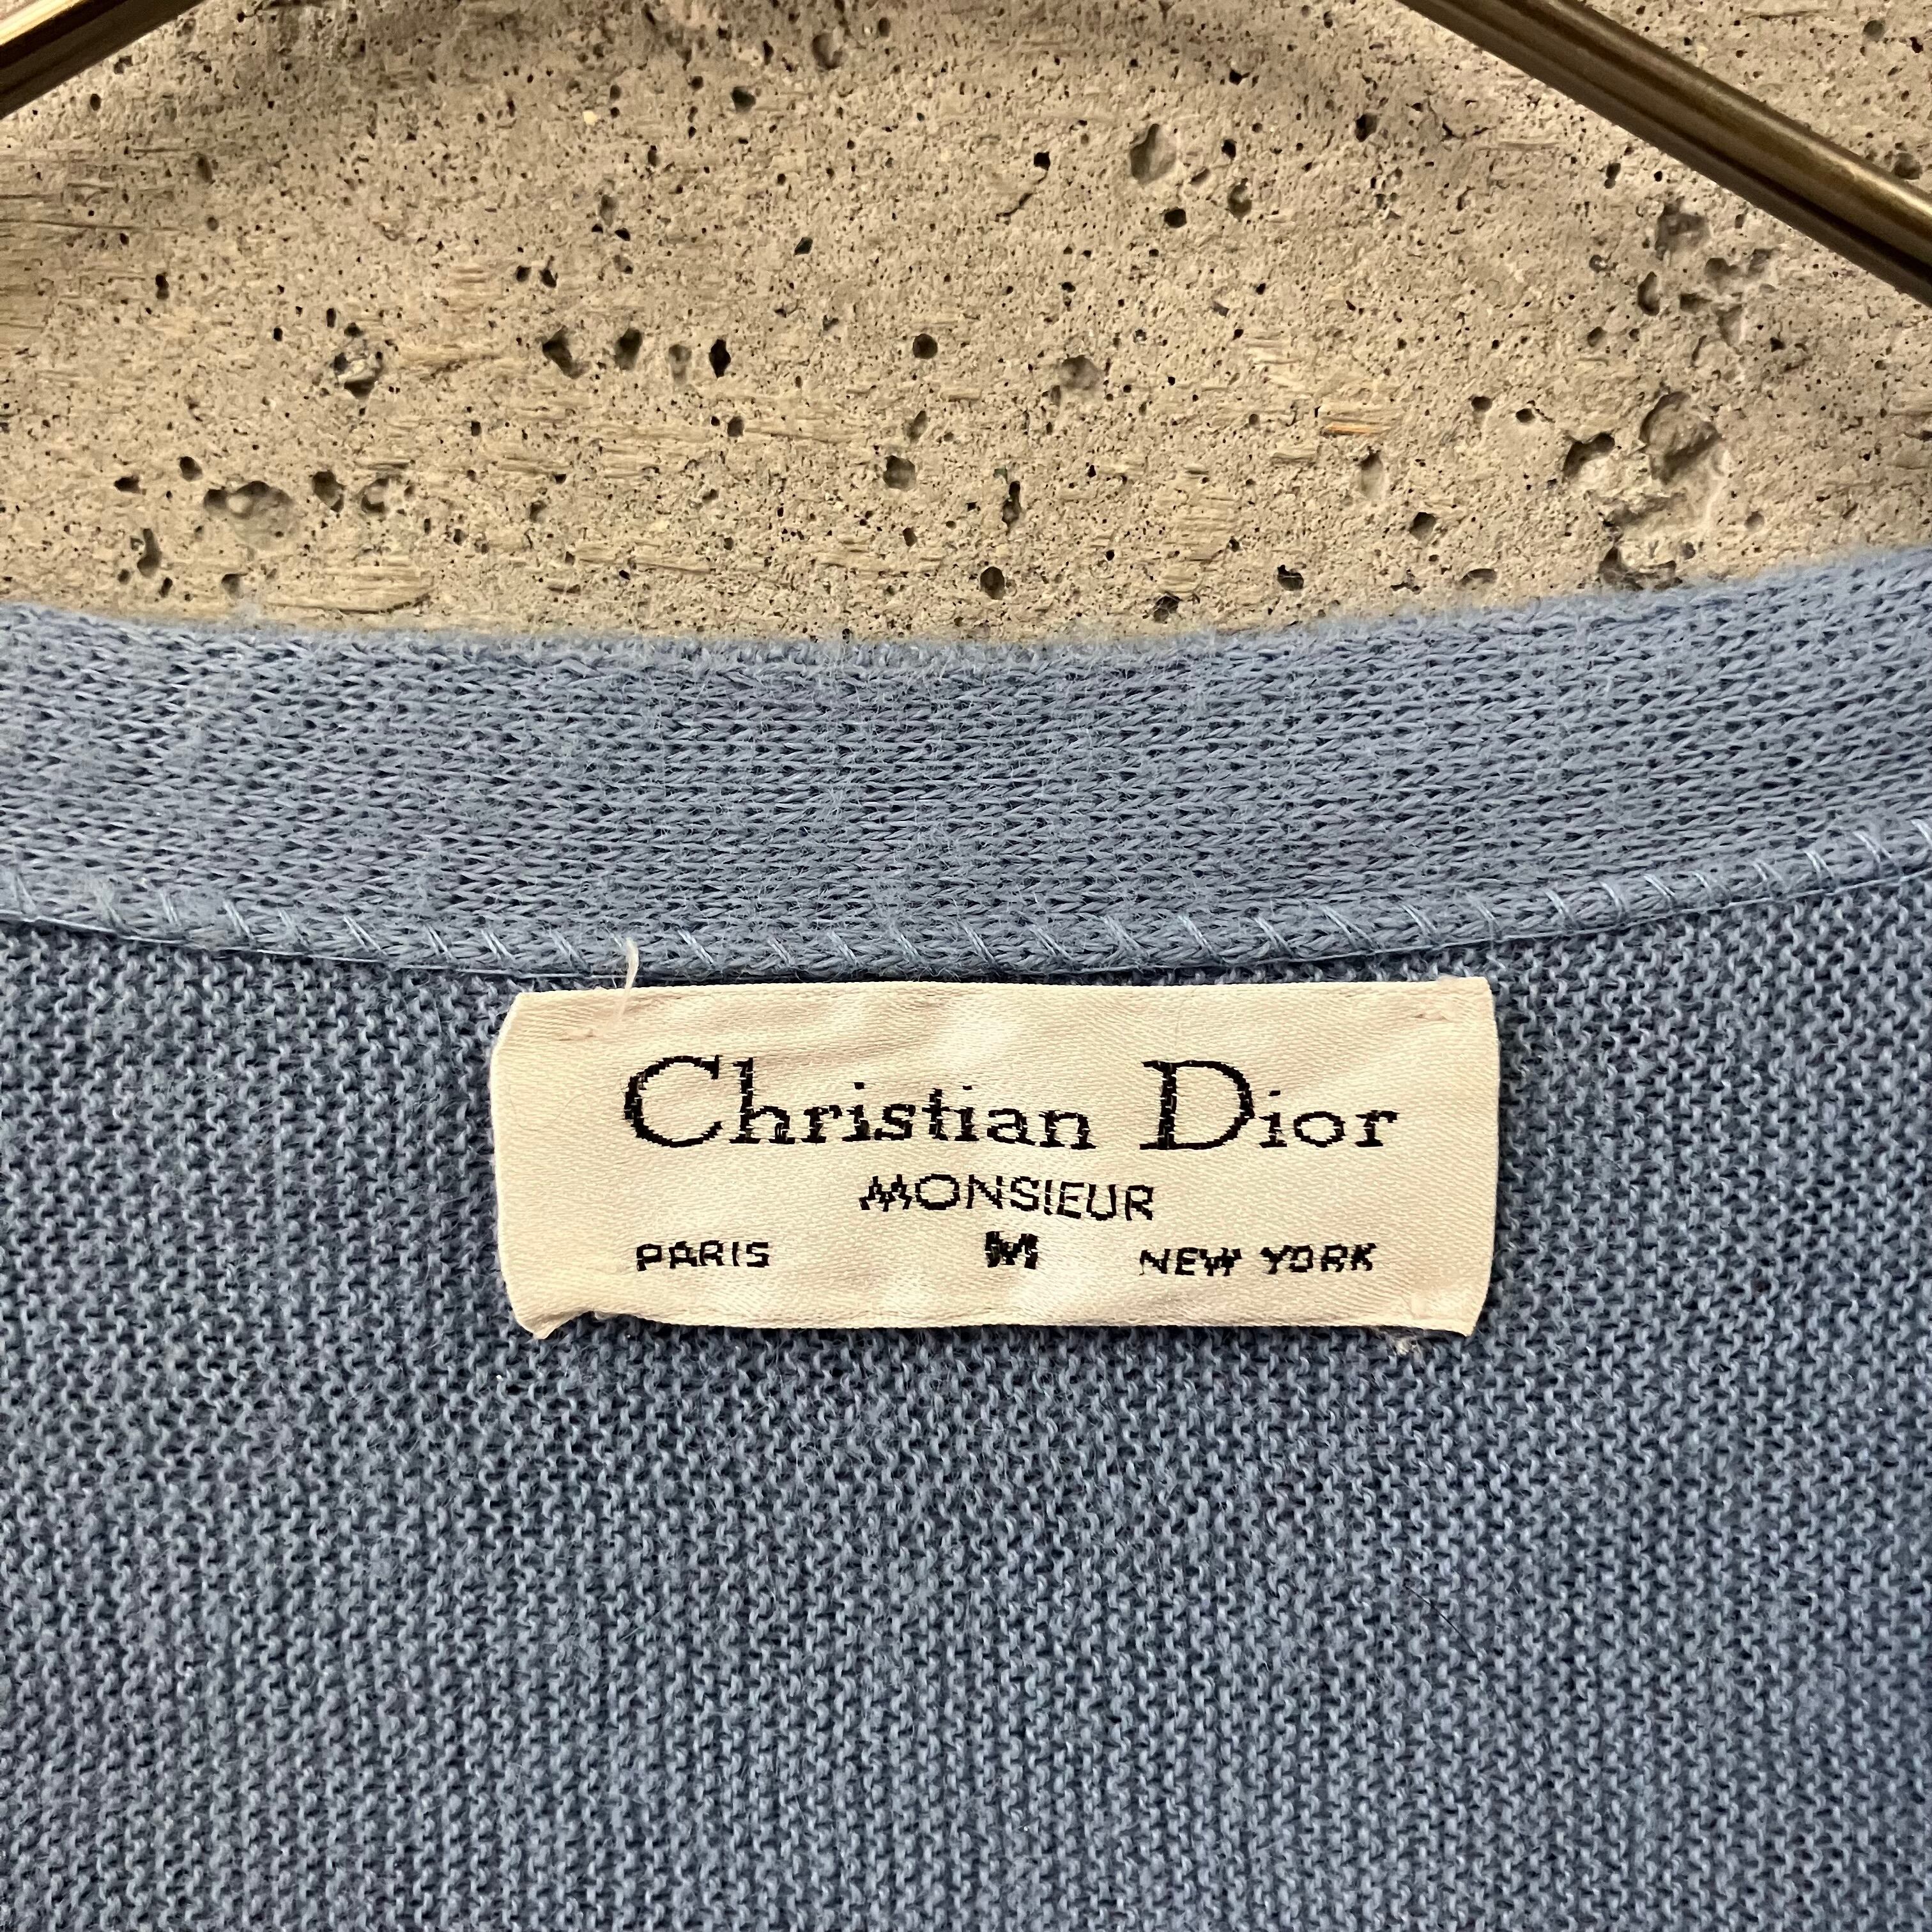 Christian Dior
MONSIEUR
PARIS M NEW YORK